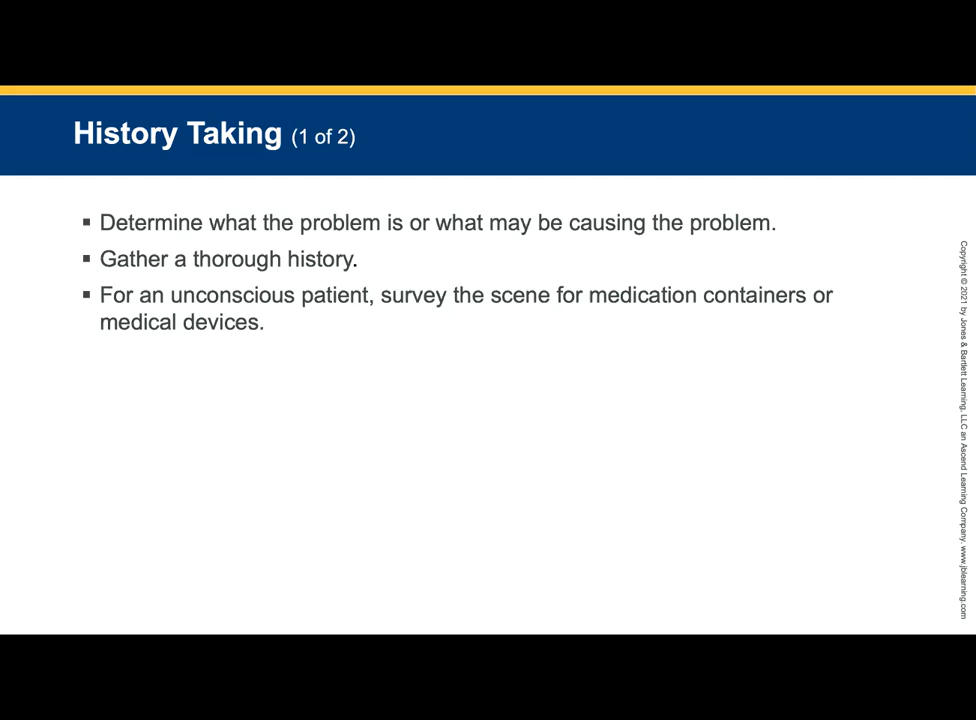 History Taking (1 of 2)
▪ Determine what the problem is or what may be causing the problem.
▪ Gather a thorough history.
▪ For an unconscious patient, survey the scene for medication containers or
medical devices.
Copyright © 2021 by Jones & Bartlett Learning, LLC an Ascend Learning Company. www.jblearning.com